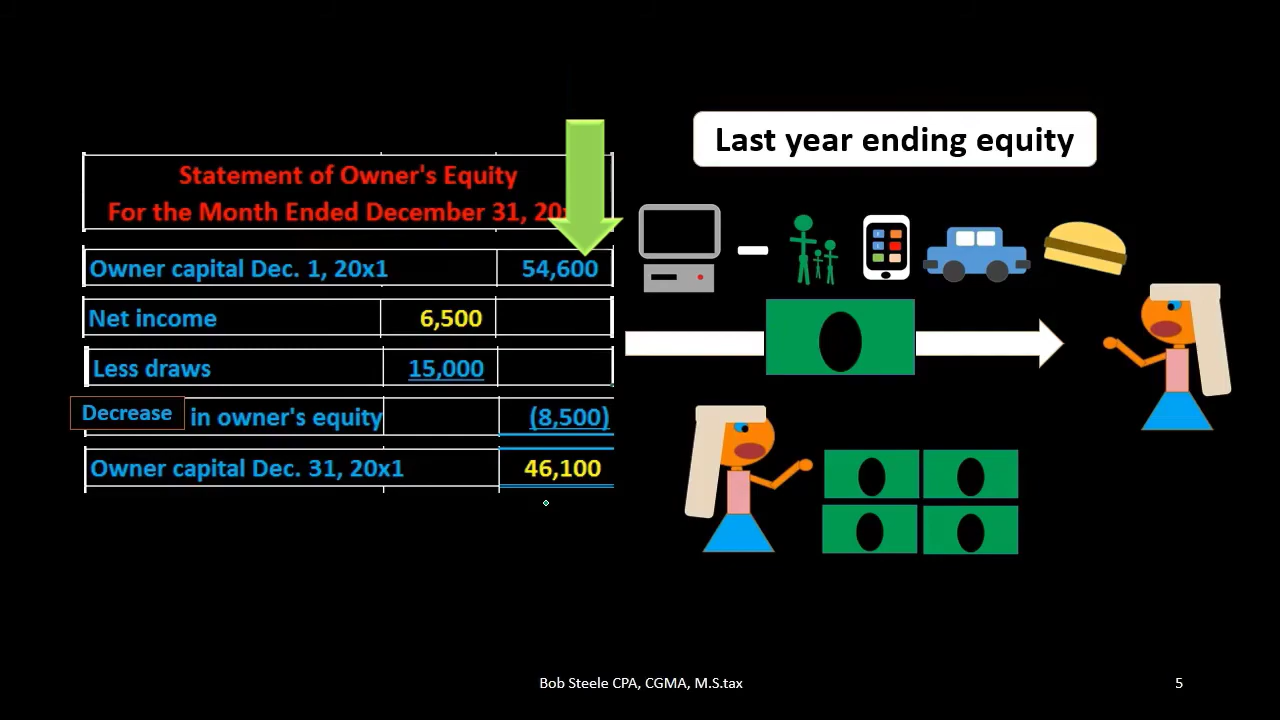 Last year ending equity
Statement of Owner's Equity
For the Month Ended December 31,
Owner capital Dec. 1, 20x1 54,600
Net income 6,500
Less draws 15,000
Decrease in owner's equity (8,500)
Owner capital Dec. 31, 20x1 46,100
Bob Steele CPA, CGMA, M.S.tax 5